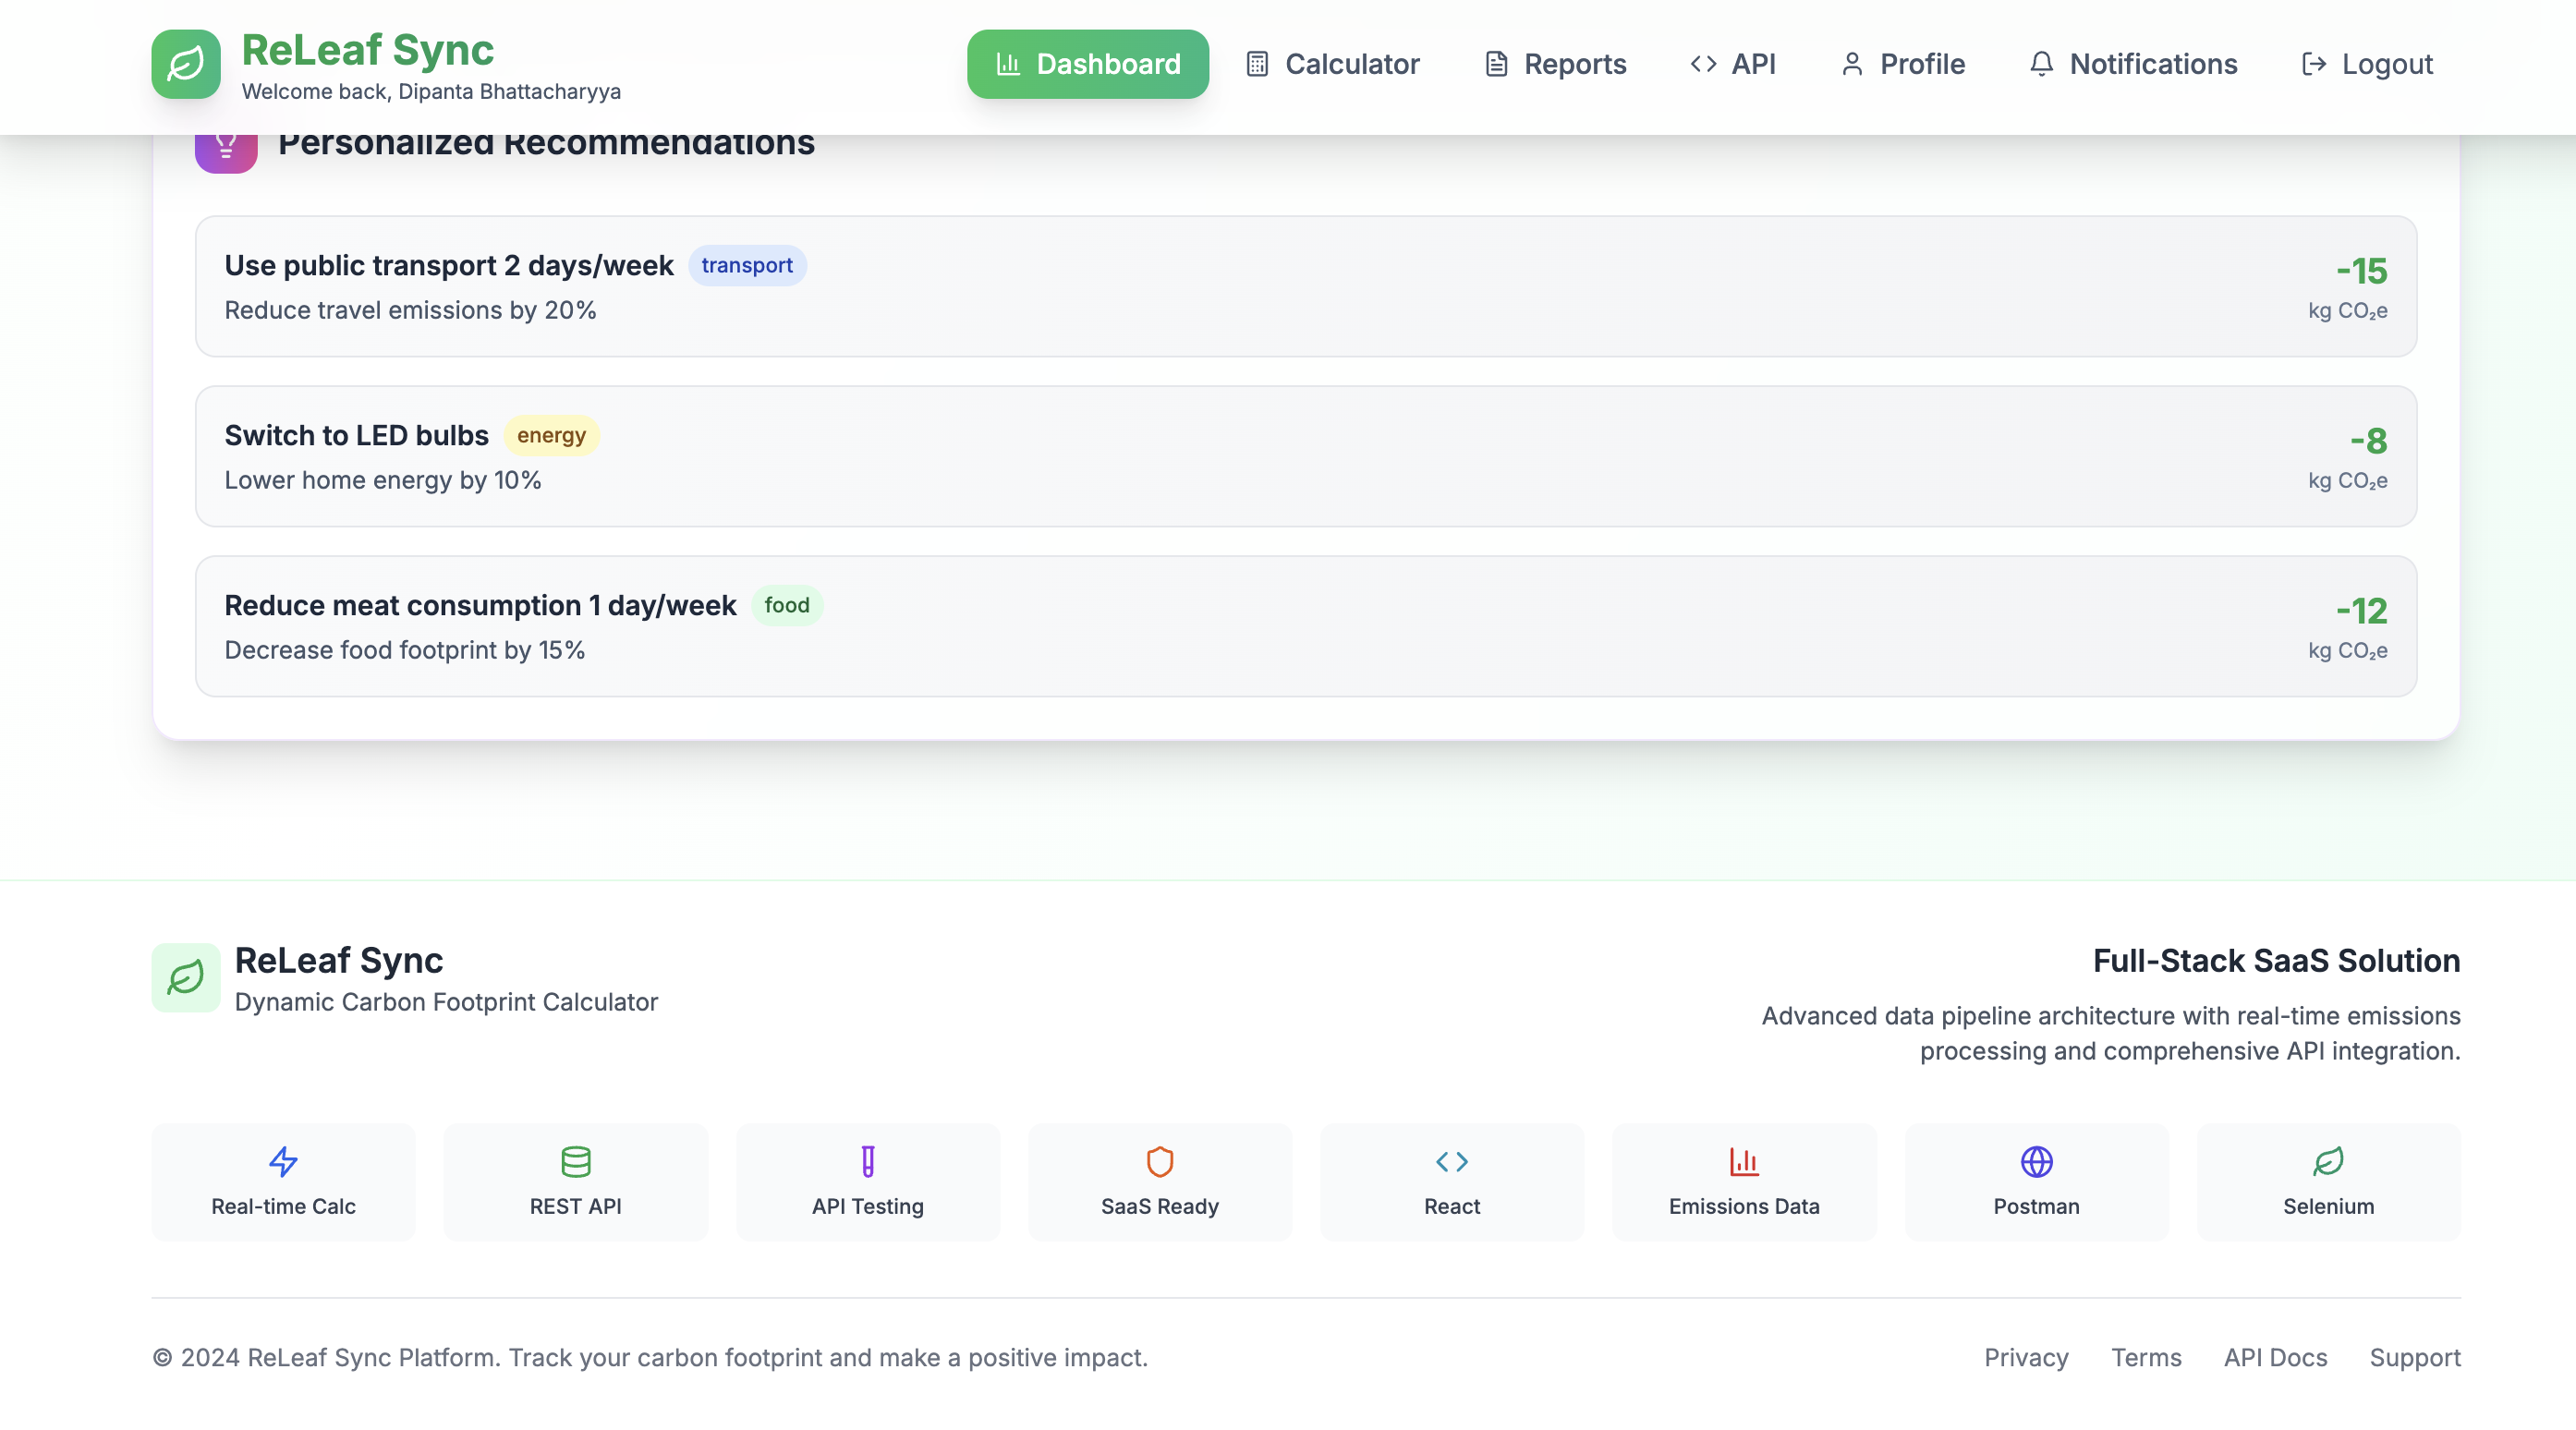 ReLeaf Sync
Welcome back, Dipanta Bhattacharyya
Dashboard
Calculator
Reports
API
Profile
Notifications
Logout
Personalized Recommendations
Use public transport 2 days/week
transport
Reduce travel emissions by 20%
-15
kg CO₂e
Switch to LED bulbs
energy
Lower home energy by 10%
-8
kg CO₂e
Reduce meat consumption 1 day/week
food
Decrease food footprint by 15%
-12
kg CO₂e
ReLeaf Sync
Dynamic Carbon Footprint Calculator
Full-Stack SaaS Solution
Advanced data pipeline architecture with real-time emissions
processing and comprehensive API integration.
Real-time Calc
REST API
API Testing
SaaS Ready
React
Emissions Data
Postman
Selenium
© 2024 ReLeaf Sync Platform. Track your carbon footprint and make a positive impact.
Privacy
Terms
API Docs
Support